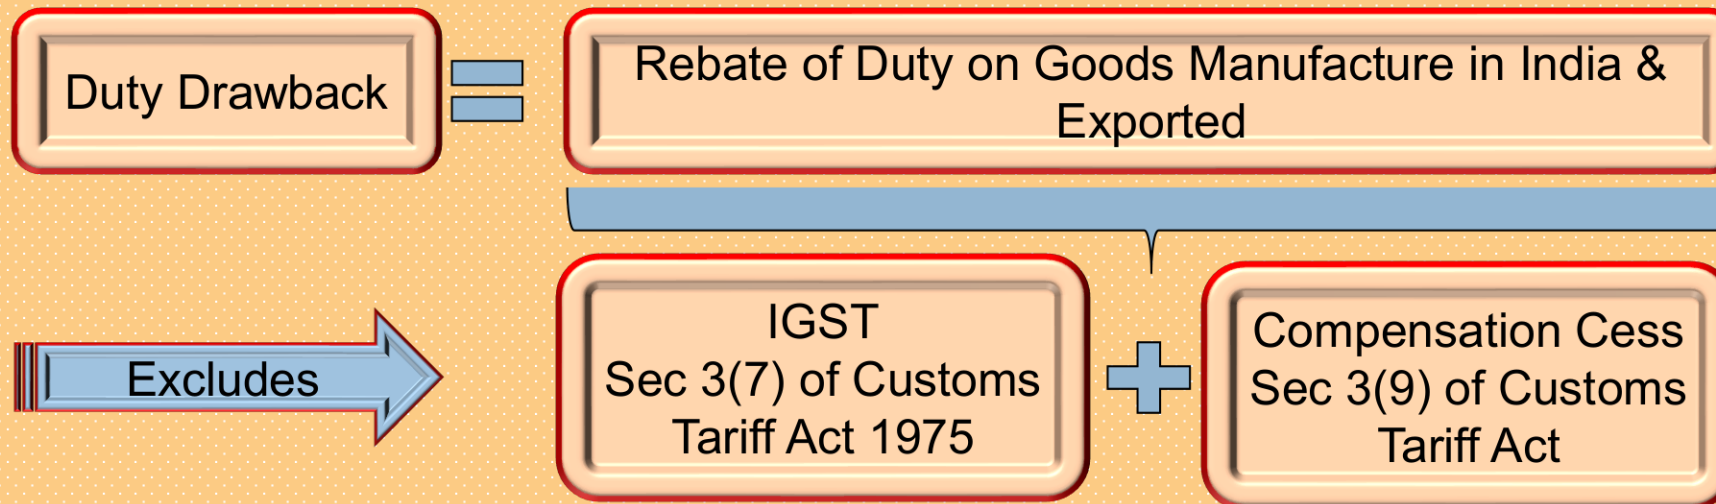 Duty Drawback
Rebate of Duty on Goods Manufacture in India &
Exported
Excludes
IGST
Sec 3(7) of Customs
Tariff Act 1975
Compensation Cess
Sec 3(9) of Customs
Tariff Act